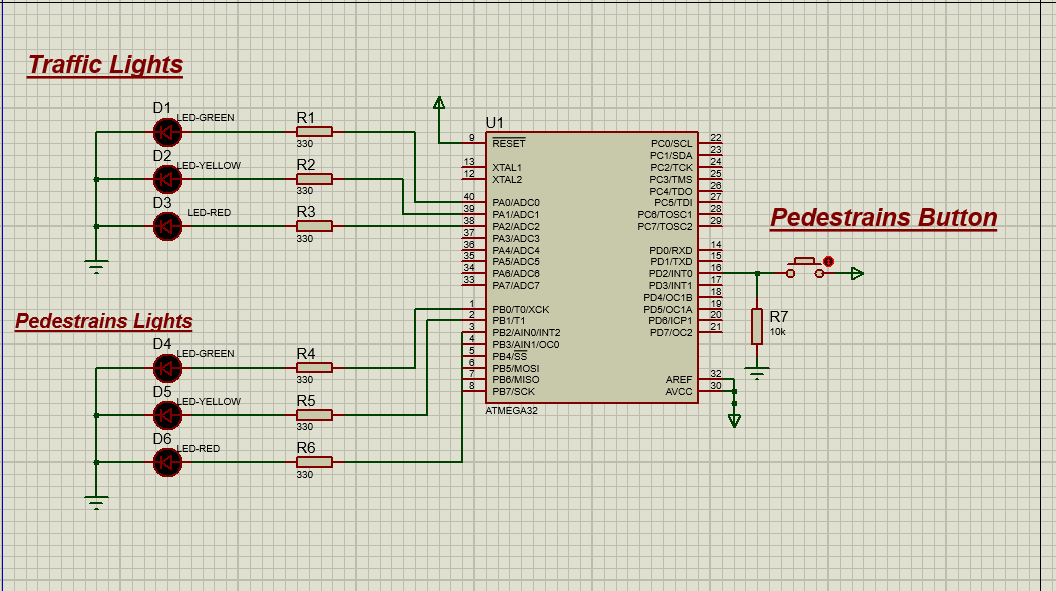 Traffic Lights
D1
LED-GREEN
R1
330
D2
LED-YELLOW
R2
330
D3
LED-RED
R3
330
Pedestrains Lights
D4
LED-GREEN
R4
330
D5
LED-YELLOW
R5
330
D6
LED-RED
R6
330
U1
9 RESET
13 XTAL1
12 XTAL2
40 PA0/ADC0
39 PA1/ADC1
38 PA2/ADC2
37 PA3/ADC3
36 PA4/ADC4
35 PA5/ADC5
34 PA6/ADC6
33 PA7/ADC7
1 PB0/T0/XCK
2 PB1/T1
3 PB2/AIN0/INT2
4 PB3/AIN1/OC0
5 PB4/SS
6 PB5/MOSI
7 PB6/MISO
8 PB7/SCK
PC0/SCL 22
PC1/SDA 23
PC2/TCK 24
PC3/TMS 25
PC4/TDO 26
PC5/TDI 27
PC6/TOSC1 28
PC7/TOSC2 29
PD0/RXD 14
PD1/TXD 15
PD2/INT0 16
PD3/INT1 17
PD4/OC1B 18
PD5/OC1A 19
PD6/ICP1 20
PD7/OC2 21
AREF 32
AVCC 30
ATMEGA32
Pedestrains Button
R7
10k